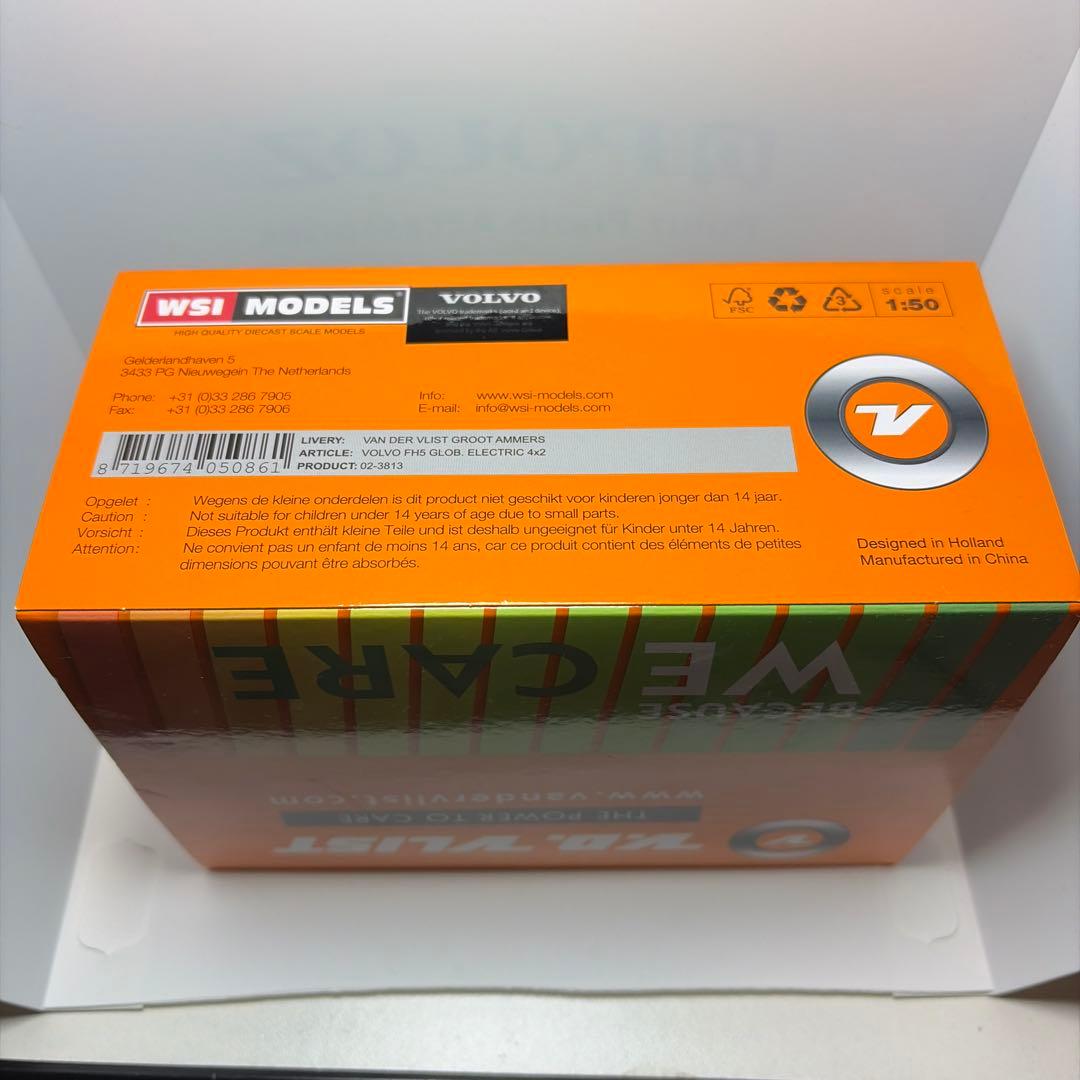 WSI MODELS
HIGH QUALITY DIECAST SCALE MODELS
VOLVO
The VOLVO trademarks (word and device)
FSC
3
scale
1:50
Gelderlandhaven 5
3433 PG Nieuwegein The Netherlands
Phone: +31 (0)33 286 7905
Fax: +31 (0)33 286 7906
Info: www.wsi-models.com
E-mail: info@wsi-models.com
8 719674 050861
LIVERY: VAN DER VLIST GROOT AMMERS
ARTICLE: VOLVO FH5 GLOB. ELECTRIC 4x2
PRODUCT: 02-3813
Opgelet : Wegens de kleine onderdelen is dit product niet geschikt voor kinderen jonger dan 14 jaar.
Caution : Not suitable for children under 14 years of age due to small parts.
Vorsicht : Dieses Produkt enthält kleine Teile und ist deshalb ungeeignet für Kinder unter 14 Jahren.
Attention: Ne convient pas un enfant de moins 14 ans, car ce produit contient des éléments de petites
dimensions pouvant être absorbés.
Designed in Holland
Manufactured in China
V.D. VLIST
THE POWER TO CARE
www.vandervlist.com
BECAUSE
WE CARE